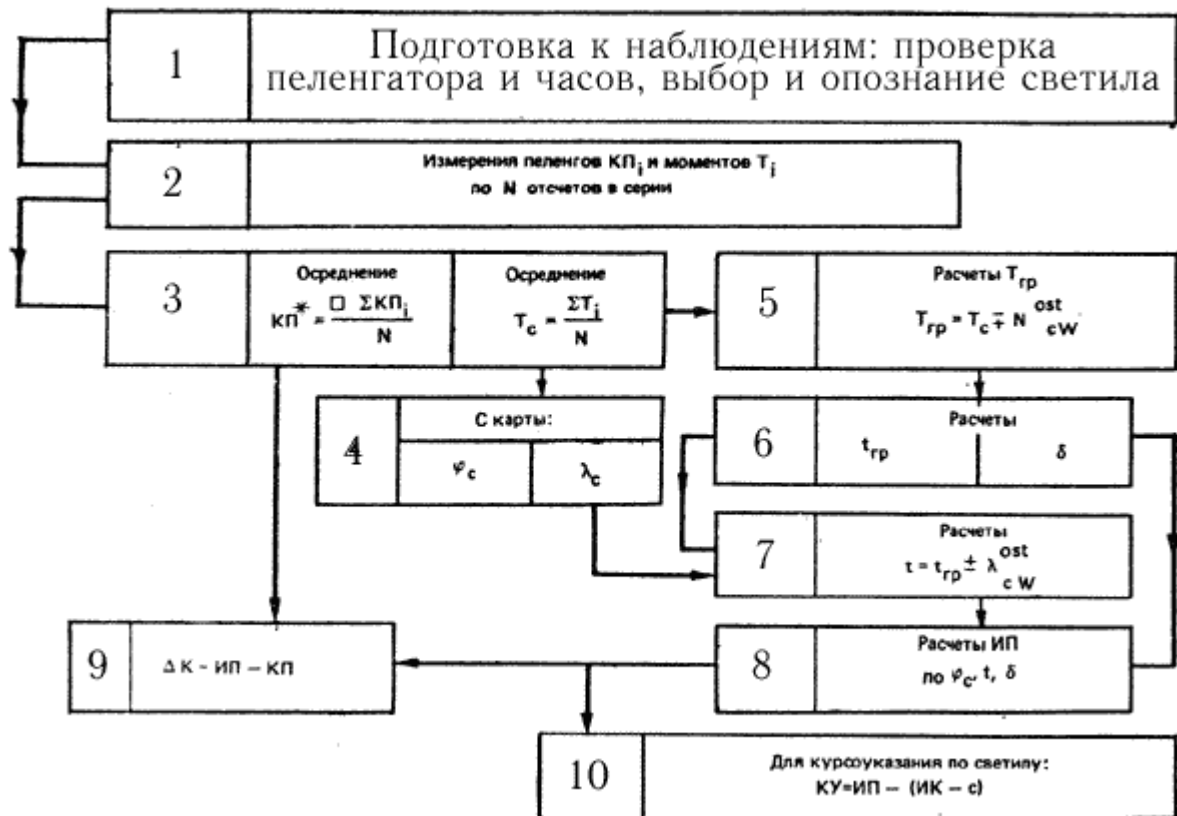 1
Подготовка к наблюдениям: проверка
пеленгатора и часов, выбор и опознание светила
2
Измерения пеленгов КП_i и моментов T_i
по N отсчетов в серии
3
Осреднение
КП* = □ ΣКП_i / N
Осреднение
T_c = ΣT_i / N
5
Расчеты T_гр
T_гр = T_c ∓ N_cW^ost
4
С карты:
φ_c
λ_c
6
Расчеты
t_гр
δ
7
Расчеты
t = t_гр ± λ_cW^ost
8
Расчеты ИП
по φ_c, t, δ
9
ΔК - ИП – КП
10
Для курсоуказания по светилу:
КУ=ИП – (ИК – с)